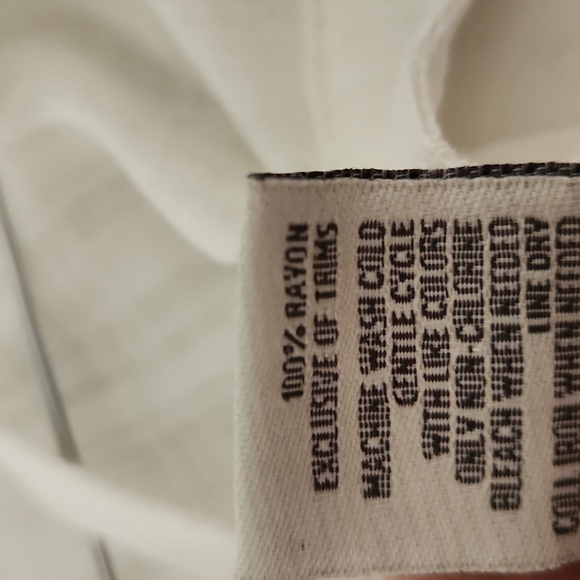 100% RAYON
EXCLUSIVE OF TRIMS
MACHINE WASH COLD
GENTLE CYCLE
WITH LIKE COLORS
ONLY NON-CHLORINE
BLEACH WHEN NEEDED
LINE DRY
IRON WHEN NEEDED